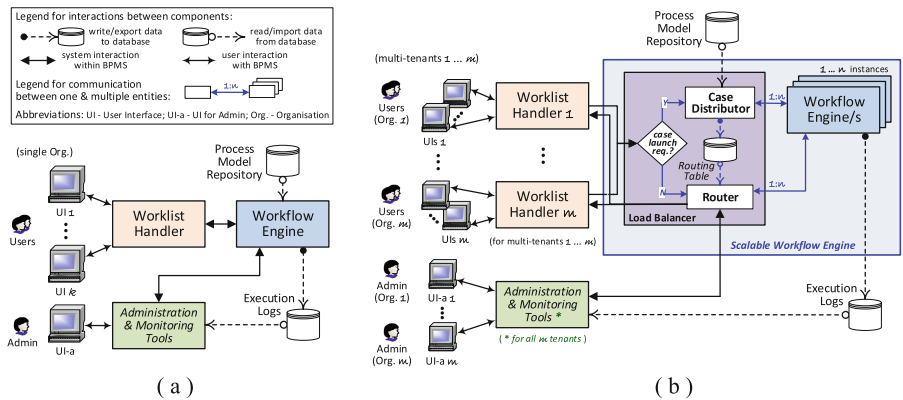 Legend for interactions between components:
write/export data
to database
read/import data
from database
system interaction
within BPMS
user interaction
with BPMS
Legend for communication
between one & multiple entities:
1:n
Abbreviations: UI - User Interface; UI-a - UI for Admin; Org. - Organisation
(single Org.)
Process
Model
Repository
UI 1
Users
Worklist
Handler
Workflow
Engine
UI k
Execution
Logs
Administration
& Monitoring
Tools
Admin
UI-a
( a )
Process
Model
Repository
(multi-tenants 1 ... m)
1 ... n instances
Users
(Org. 1)
UIs 1
Worklist
Handler 1
Case
Distributor
Y
1:n
Workflow
Engine/s
case
launch
req.?
Routing
Table
N
1:n
Users
(Org. m)
UIs m
Worklist
Handler m
Router
Load Balancer
(for multi-tenants 1 ... m)
Scalable Workflow Engine
Admin
(Org. 1)
UI-a 1
Administration
& Monitoring
Tools *
Execution
Logs
Admin
(Org. m)
UI-a m
( * for all m tenants )
( b )